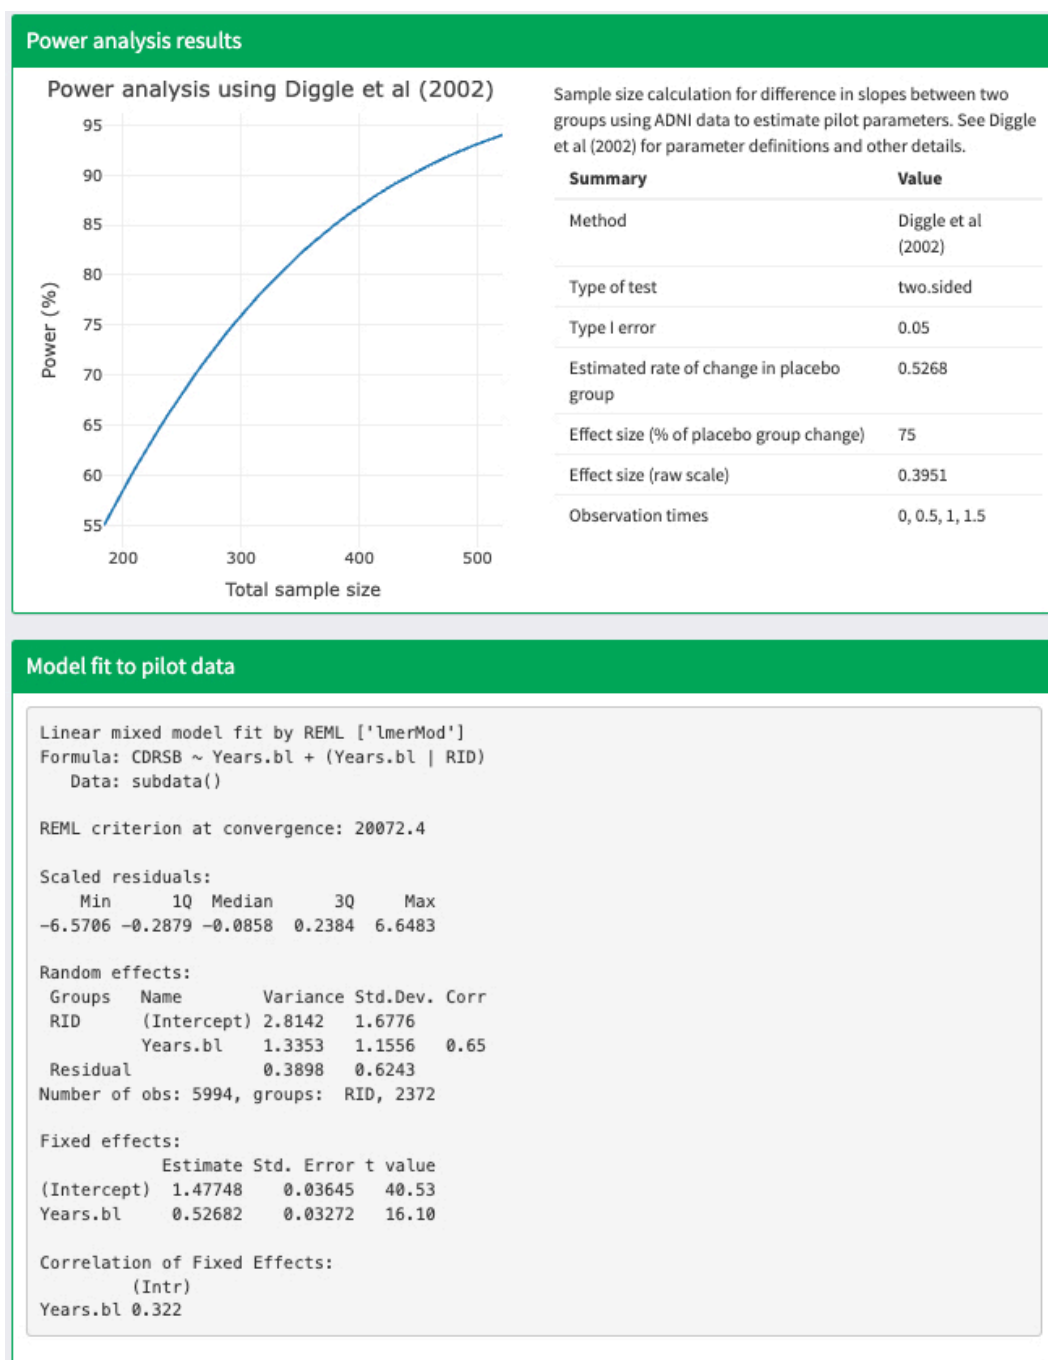 Power analysis results
Power analysis using Diggle et al (2002)
95
90
85
80
75
70
65
60
55
Power (%)
200 300 400 500
Total sample size
Sample size calculation for difference in slopes between two
groups using ADNI data to estimate pilot parameters. See Diggle
et al (2002) for parameter definitions and other details.
Summary Value
Method Diggle et al
(2002)
Type of test two.sided
Type I error 0.05
Estimated rate of change in placebo 0.5268
group
Effect size (% of placebo group change) 75
Effect size (raw scale) 0.3951
Observation times 0, 0.5, 1, 1.5
Model fit to pilot data
Linear mixed model fit by REML ['lmerMod']
Formula: CDRSB ~ Years.bl + (Years.bl | RID)
   Data: subdata()
REML criterion at convergence: 20072.4
Scaled residuals:
    Min      1Q  Median      3Q     Max
-6.5706 -0.2879 -0.0858  0.2384  6.6483
Random effects:
 Groups   Name        Variance Std.Dev. Corr
 RID      (Intercept) 2.8142   1.6776
          Years.bl    1.3353   1.1556   0.65
 Residual             0.3898   0.6243
Number of obs: 5994, groups:  RID, 2372
Fixed effects:
            Estimate Std. Error t value
(Intercept)  1.47748    0.03645   40.53
Years.bl     0.52682    0.03272   16.10
Correlation of Fixed Effects:
         (Intr)
Years.bl 0.322